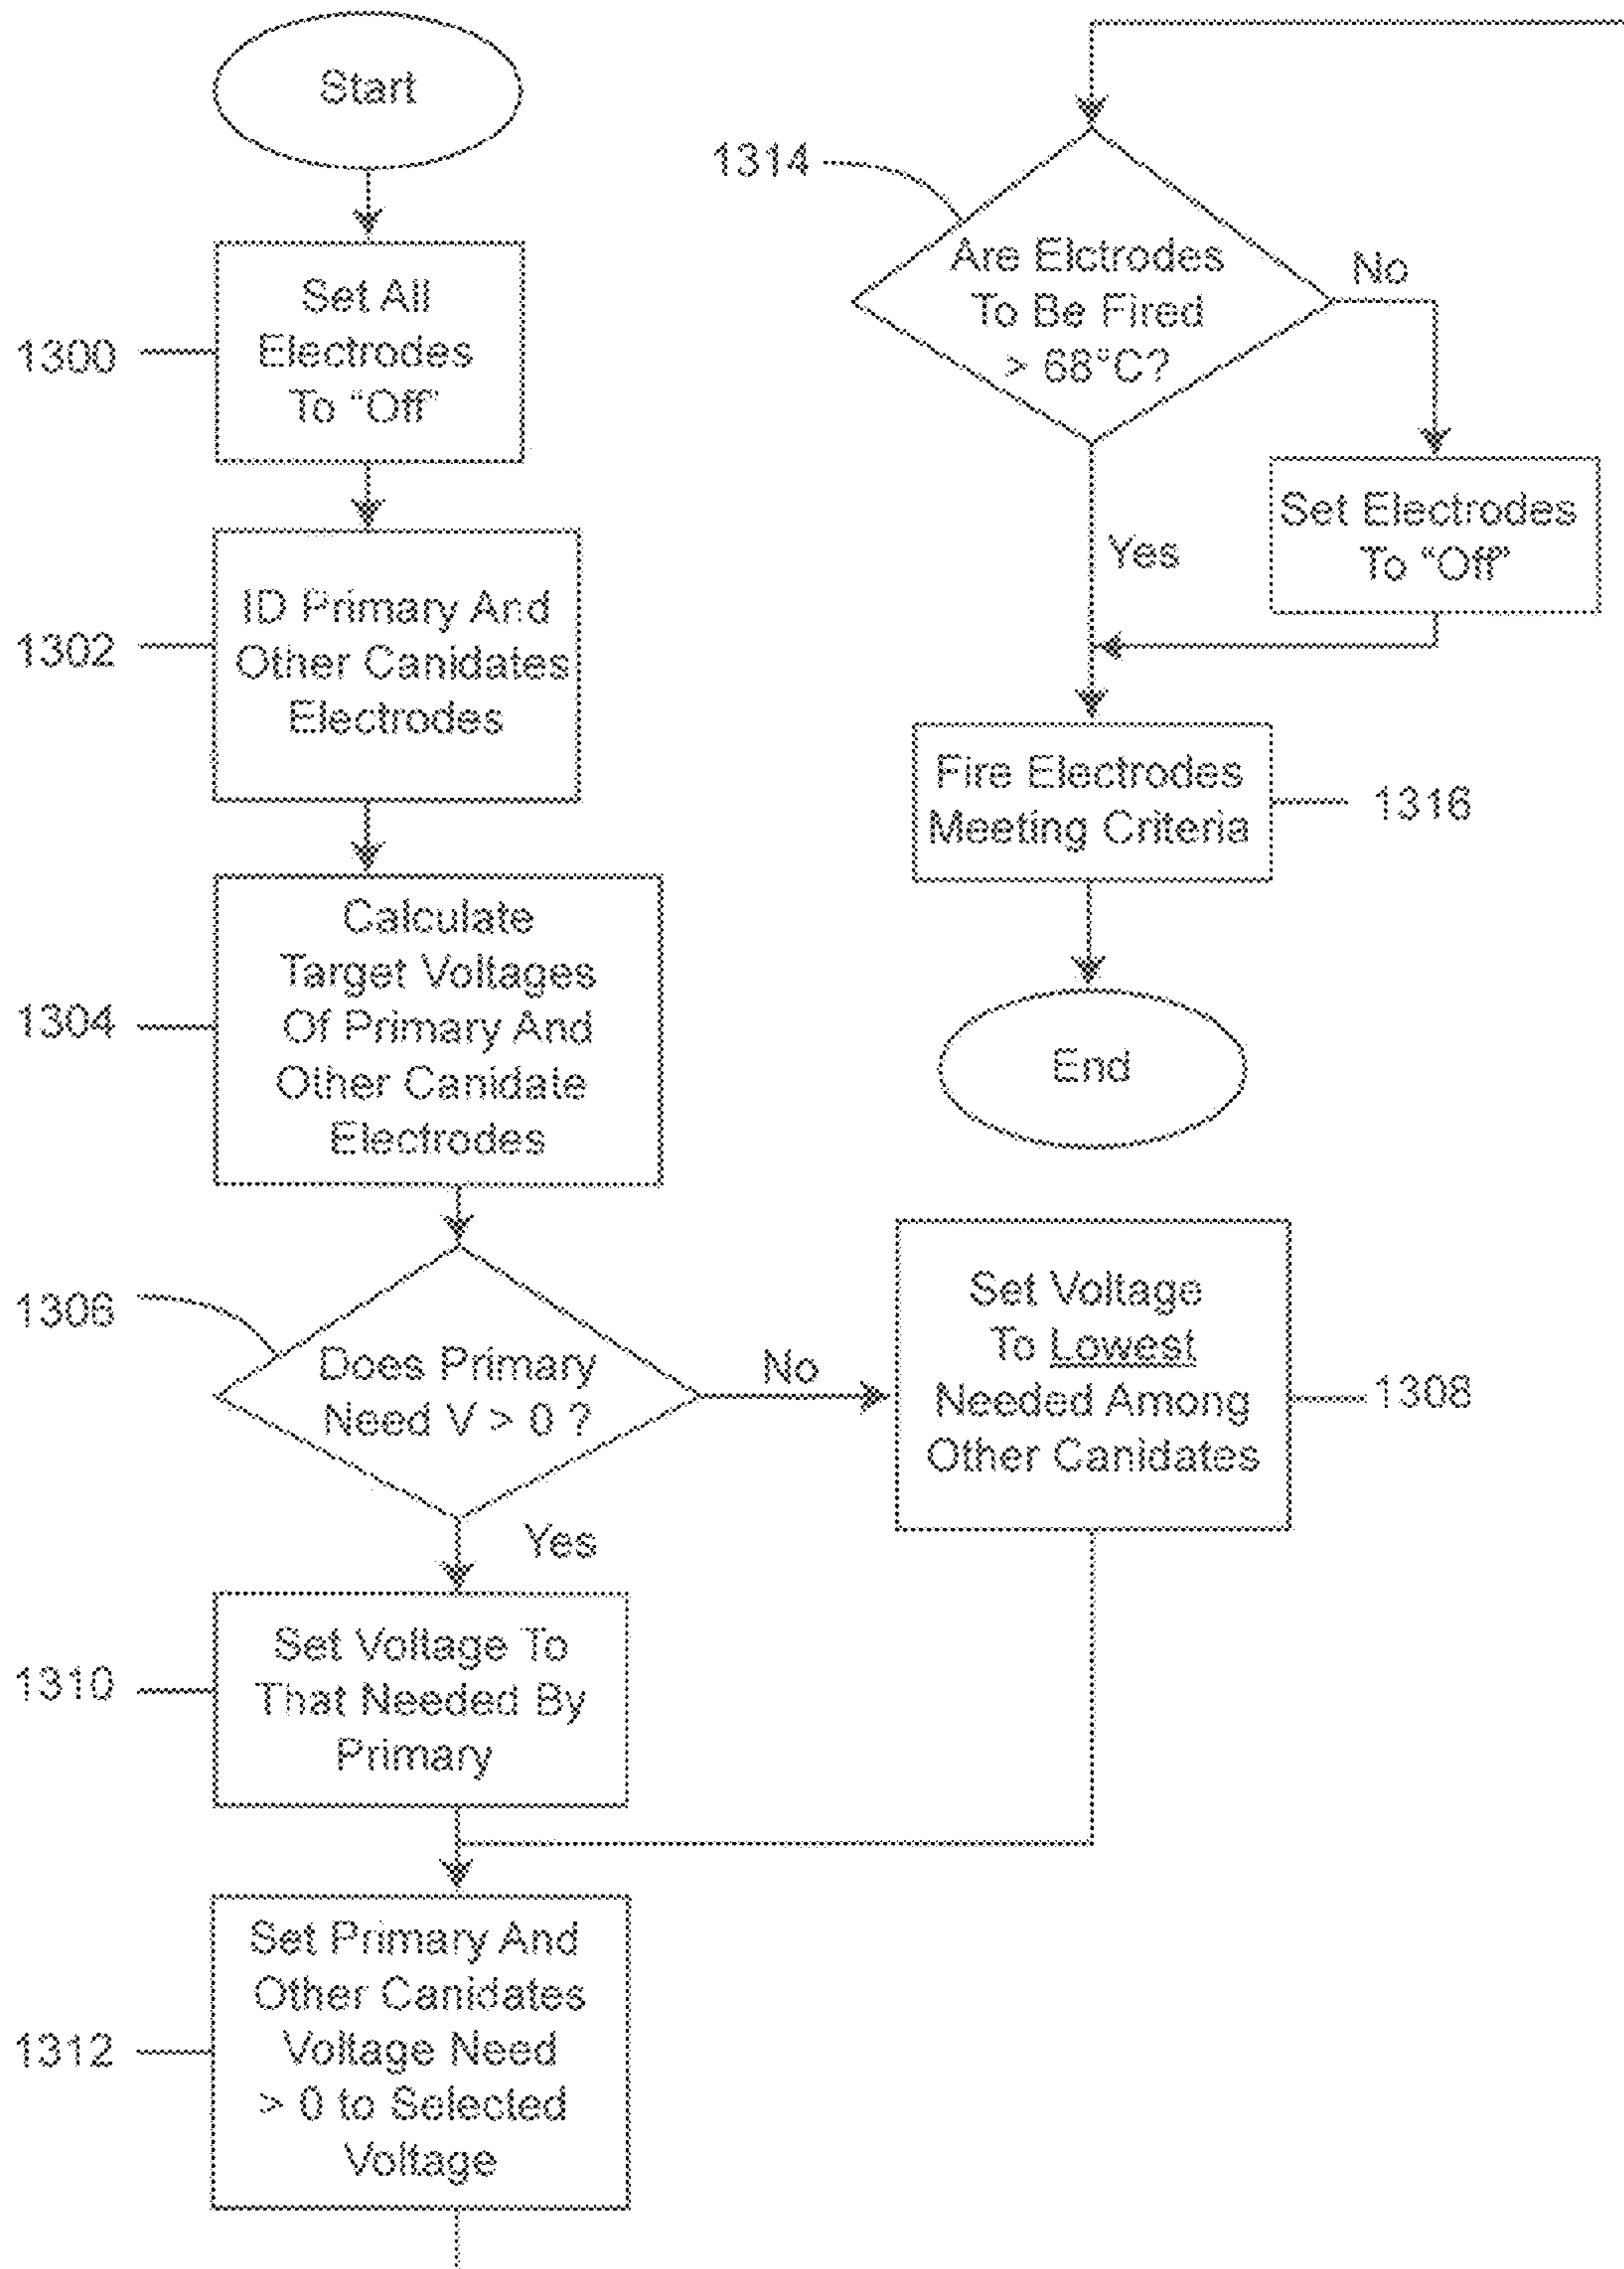 Start
1300
Set All
Electrodes
To “Off”
1302
ID Primary And
Other Canidates
Electrodes
1304
Calculate
Target Voltages
Of Primary And
Other Canidate
Electrodes
1306
Does Primary
Need V > 0 ?
No
Yes
Set Voltage
To Lowest
Needed Among
Other Canidates
1308
1310
Set Voltage To
That Needed By
Primary
1312
Set Primary And
Other Canidates
Voltage Need
> 0 to Selected
Voltage
1314
Are Elctrodes
To Be Fired
> 68°C?
No
Yes
Set Electrodes
To “Off”
Fire Electrodes
Meeting Criteria
1316
End